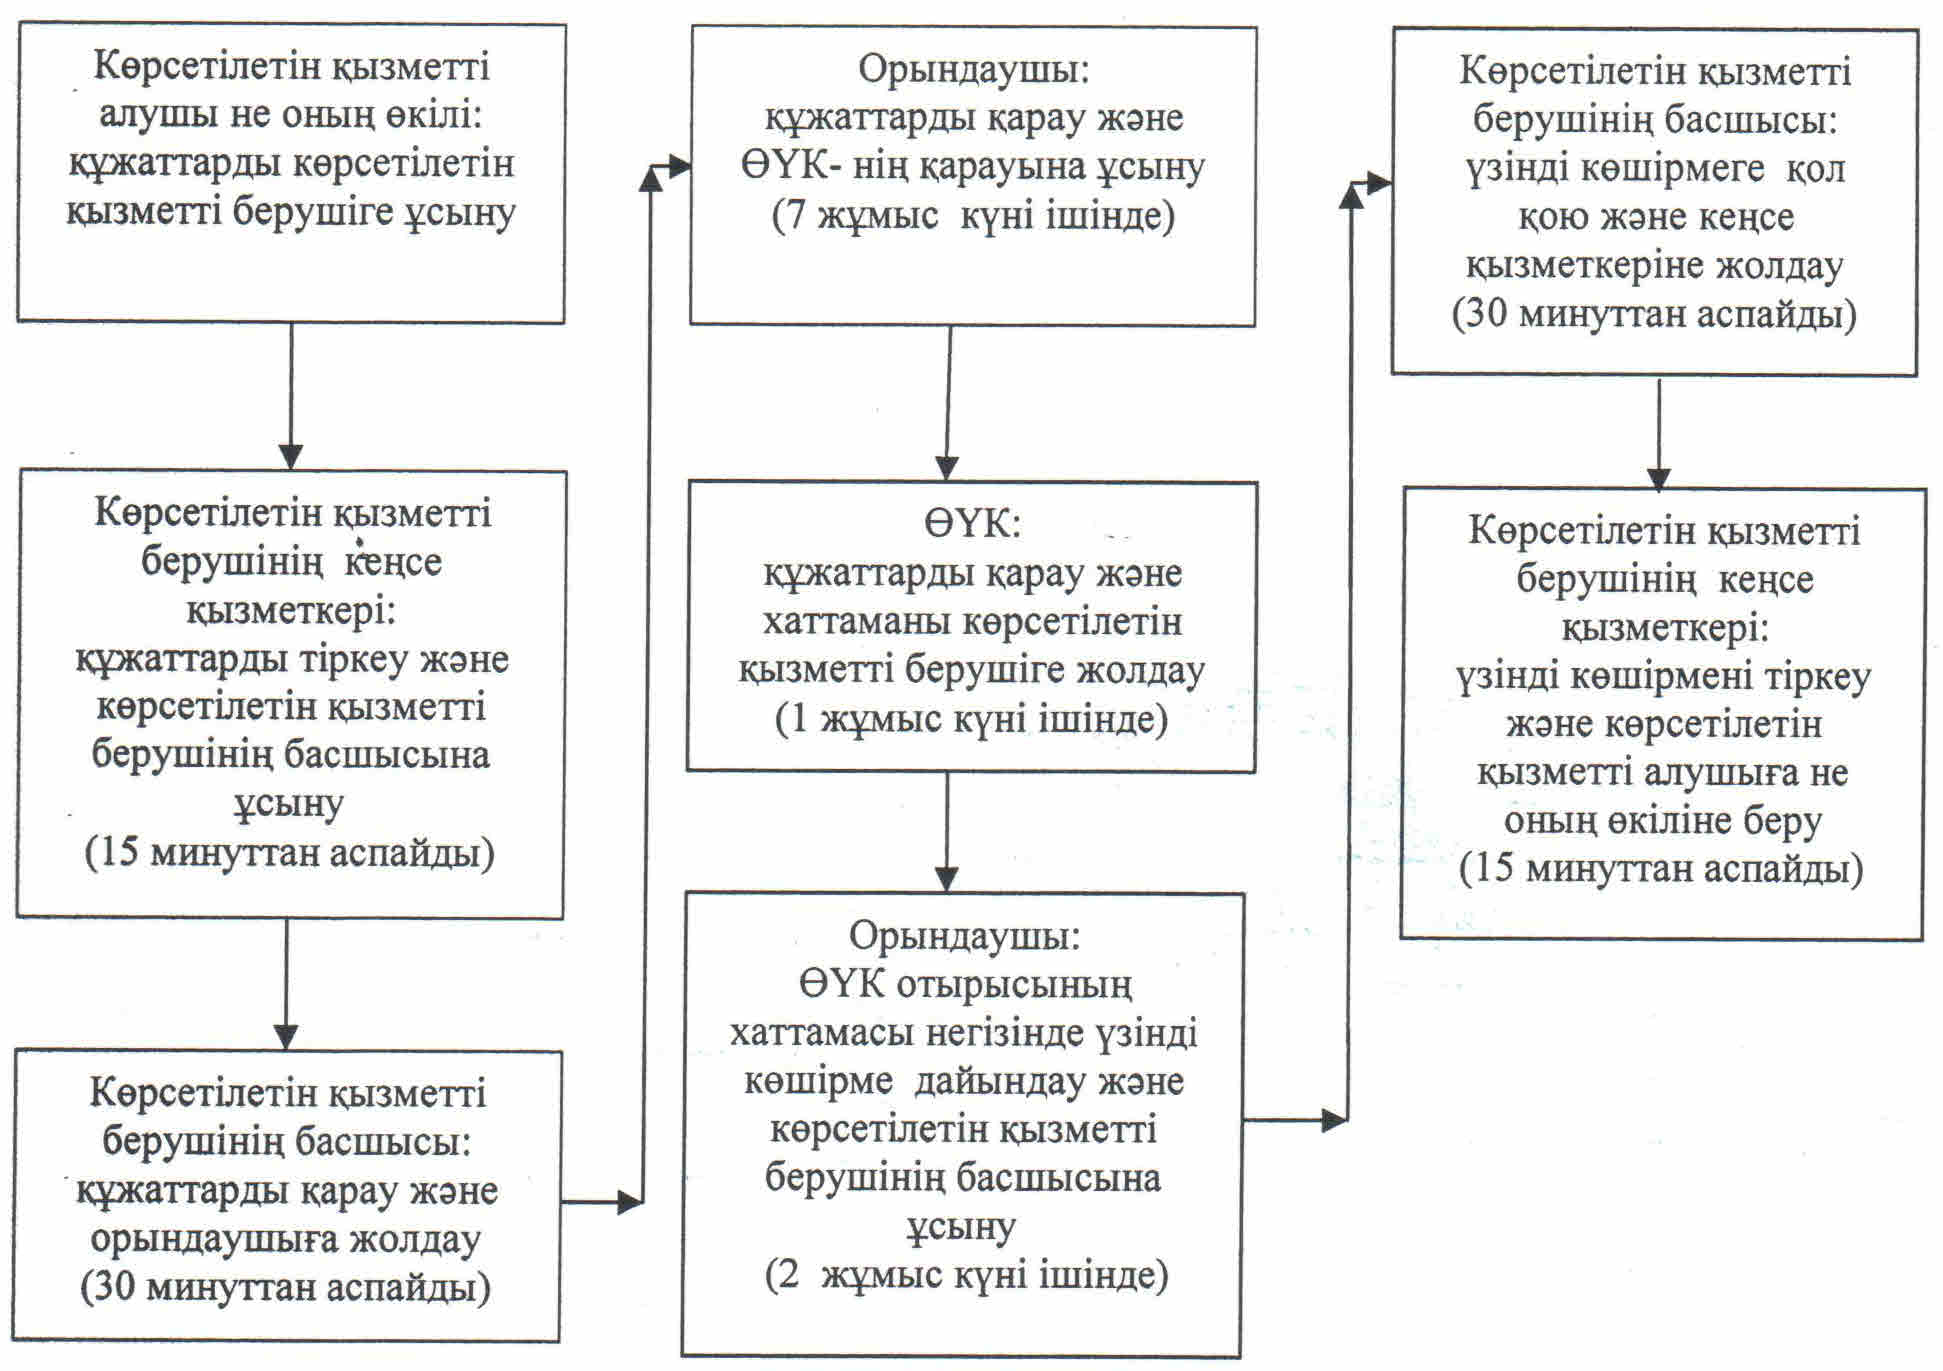 Көрсетілетін қызметті
алушы не оның өкілі:
құжаттарды көрсетілетін
қызметті берушіге ұсыну
Көрсетілетін қызметті
берушінің кеңсе
қызметкері:
құжаттарды тіркеу және
көрсетілетін қызметті
берушінің басшысына
ұсыну
(15 минуттан аспайды)
Көрсетілетін қызметті
берушінің басшысы:
құжаттарды қарау және
орындаушыға жолдау
(30 минуттан аспайды)
Орындаушы:
құжаттарды қарау және
ӨҮК- нің қарауына ұсыну
(7 жұмыс күні ішінде)
ӨҮК:
құжаттарды қарау және
хаттаманы көрсетілетін
қызметті берушіге жолдау
(1 жұмыс күні ішінде)
Орындаушы:
ӨҮК отырысының
хаттамасы негізінде үзінді
көшірме дайындау және
көрсетілетін қызметті
берушінің басшысына
ұсыну
(2 жұмыс күні ішінде)
Көрсетілетін қызметті
берушінің басшысы:
үзінді көшірмеге қол
қою және кеңсе
қызметкеріне жолдау
(30 минуттан аспайды)
Көрсетілетін қызметті
берушінің кеңсе
қызметкері:
үзінді көшірмені тіркеу
және көрсетілетін
қызметті алушыға не
оның өкіліне беру
(15 минуттан аспайды)